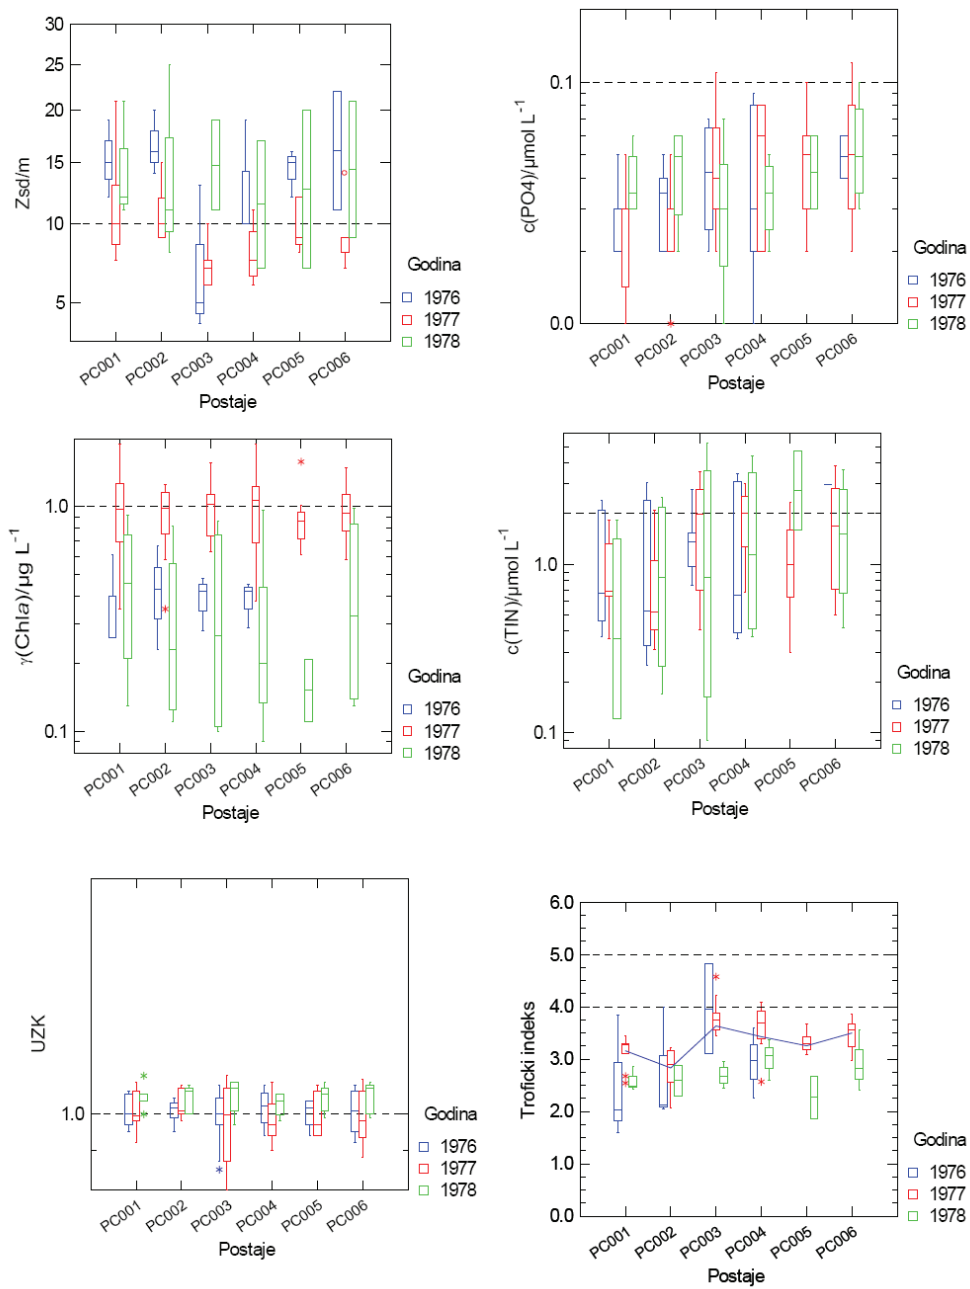 Zsd/m
30
25
20
15
10
5
PC001 PC002 PC003 PC004 PC005 PC006
Postaje
Godina
1976
1977
1978
c(PO4)/µmol L⁻¹
0.1
0.0
PC001 PC002 PC003 PC004 PC005 PC006
Postaje
Godina
1976
1977
1978
γ(Chla)/µg L⁻¹
1.0
0.1
PC001 PC002 PC003 PC004 PC005 PC006
Postaje
Godina
1976
1977
1978
c(TIN)/µmol L⁻¹
1.0
0.1
PC001 PC002 PC003 PC004 PC005 PC006
Postaje
Godina
1976
1977
1978
UZK
1.0
PC001 PC002 PC003 PC004 PC005 PC006
Postaje
Godina
1976
1977
1978
Troficki indeks
6.0
5.0
4.0
3.0
2.0
1.0
0.0
PC001 PC002 PC003 PC004 PC005 PC006
Postaje
Godina
1976
1977
1978